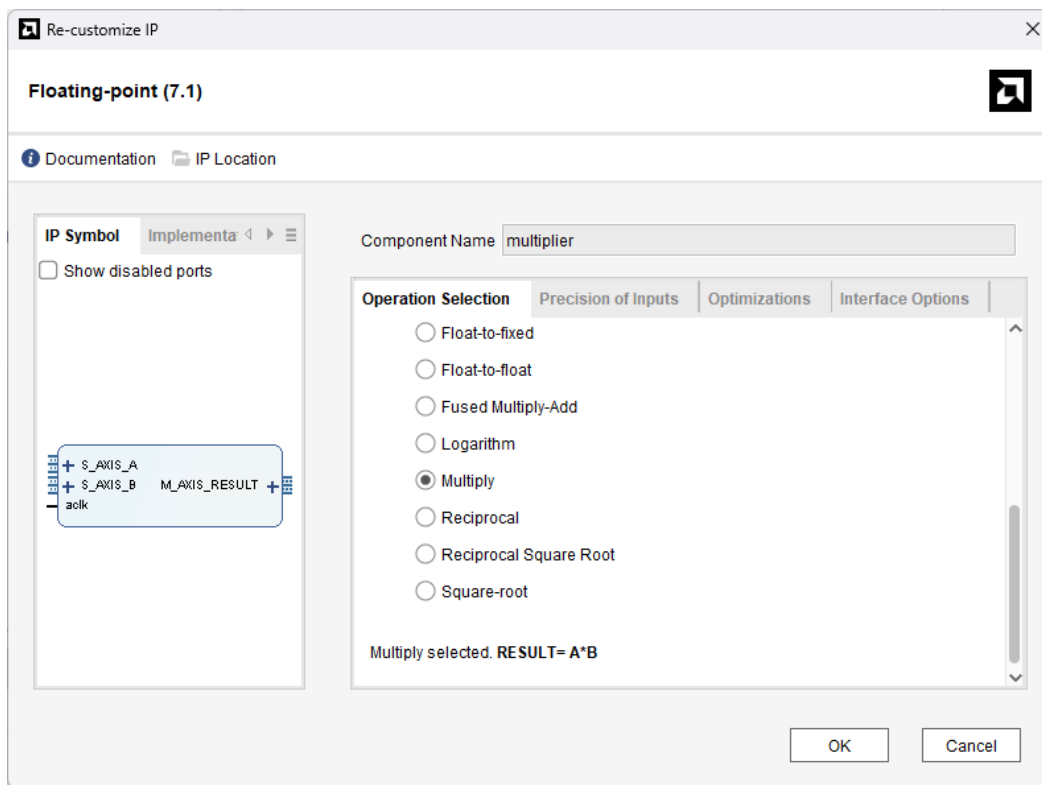 Re-customize IP
Floating-point (7.1)
Documentation IP Location
IP Symbol Implementa
Show disabled ports
S_AXIS_A
S_AXIS_B M_AXIS_RESULT
aclk
Component Name multiplier
Operation Selection Precision of Inputs Optimizations Interface Options
Float-to-fixed
Float-to-float
Fused Multiply-Add
Logarithm
Multiply
Reciprocal
Reciprocal Square Root
Square-root
Multiply selected. RESULT= A*B
OK Cancel